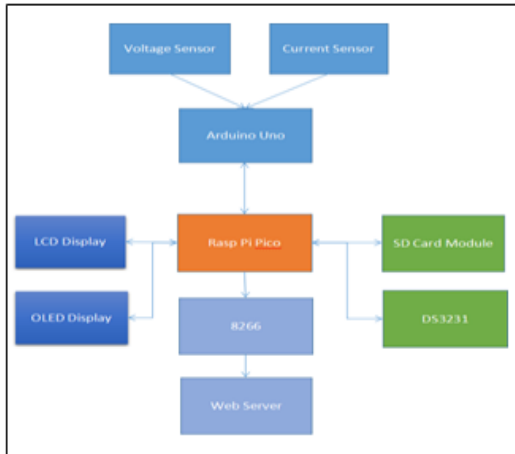 Voltage Sensor
Current Sensor
Arduino Uno
LCD Display
Rasp Pi Pico
SD Card Module
OLED Display
8266
DS3231
Web Server